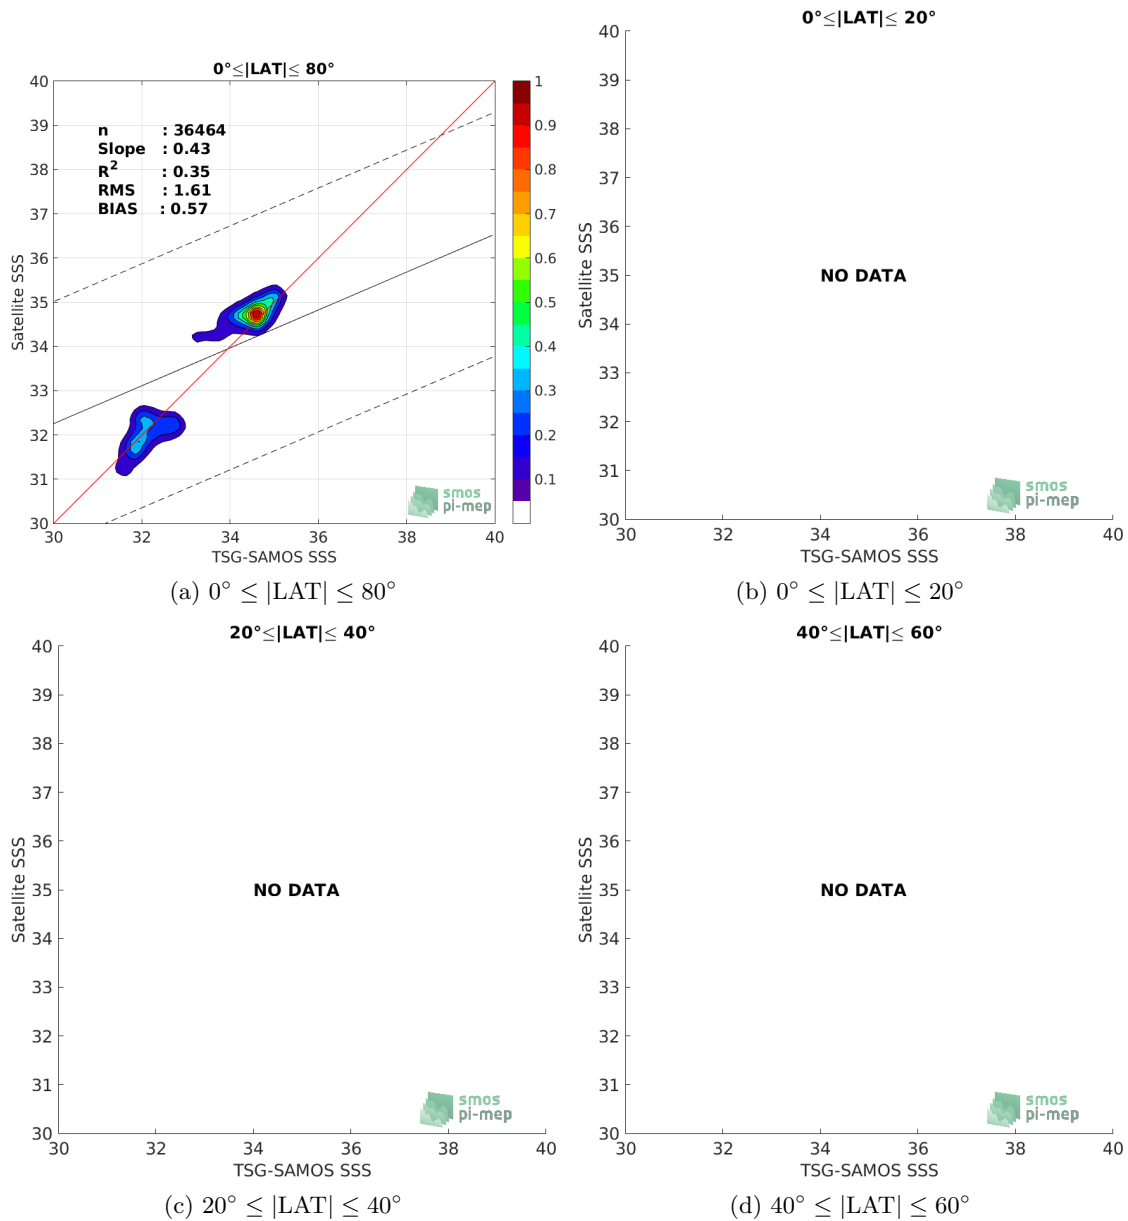 0°≤|LAT|≤ 80°
40
39
38
37
36
35
34
33
32
31
30
Satellite SSS
n : 36464
Slope : 0.43
R2 : 0.35
RMS : 1.61
BIAS : 0.57
1
0.9
0.8
0.7
0.6
0.5
0.4
0.3
0.2
0.1
smos
pi-mep
30 32 34 36 38 40
TSG-SAMOS SSS
(a) 0° ≤ |LAT| ≤ 80°
0°≤|LAT|≤ 20°
40
39
38
37
36
35
34
33
32
31
30
Satellite SSS
NO DATA
smos
pi-mep
30 32 34 36 38 40
TSG-SAMOS SSS
(b) 0° ≤ |LAT| ≤ 20°
20°≤|LAT|≤ 40°
40
39
38
37
36
35
34
33
32
31
30
Satellite SSS
NO DATA
smos
pi-mep
30 32 34 36 38 40
TSG-SAMOS SSS
(c) 20° ≤ |LAT| ≤ 40°
40°≤|LAT|≤ 60°
40
39
38
37
36
35
34
33
32
31
30
Satellite SSS
NO DATA
smos
pi-mep
30 32 34 36 38 40
TSG-SAMOS SSS
(d) 40° ≤ |LAT| ≤ 60°